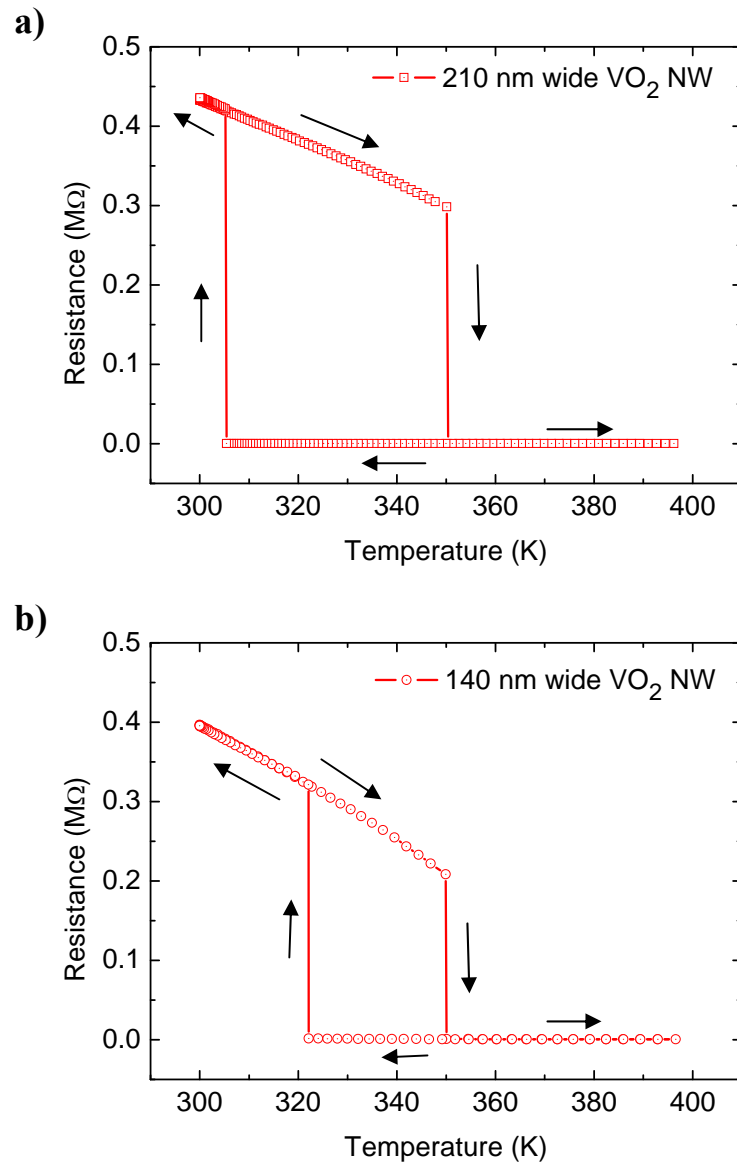 a)
0.5
0.4
0.3
0.2
0.1
0.0
Resistance (MΩ)
210 nm wide VO2 NW
300 320 340 360 380 400
Temperature (K)
b)
0.5
0.4
0.3
0.2
0.1
0.0
Resistance (MΩ)
140 nm wide VO2 NW
300 320 340 360 380 400
Temperature (K)